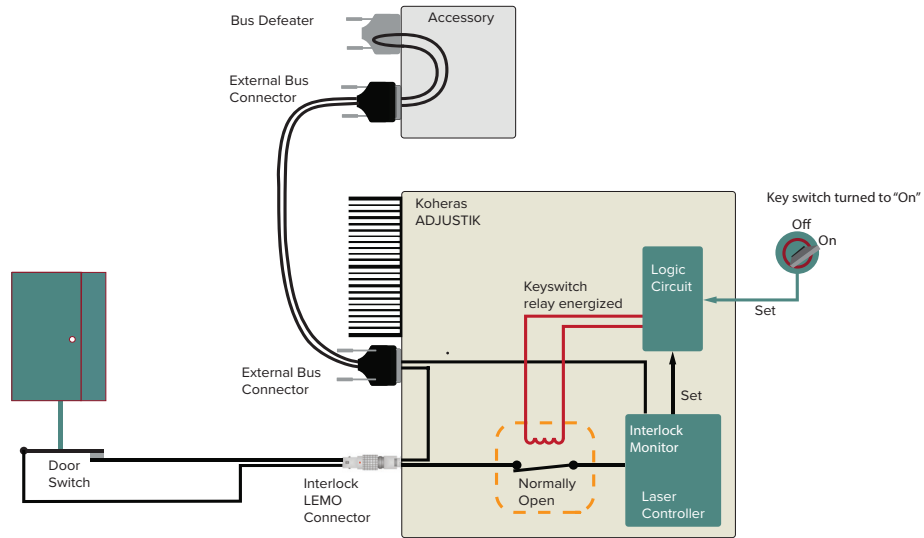 Bus Defeater
Accessory
External Bus
Connector
Koheras
ADJUSTIK
Key switch turned to “On”
Off
On
Logic
Circuit
Keyswitch
relay energized
Set
External Bus
Connector
Set
Interlock
Monitor
Door
Switch
Interlock
LEMO
Connector
Normally
Open
Laser
Controller